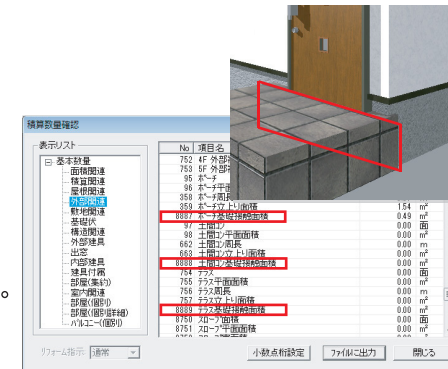 積算数量確認
表示リスト
基本数量
面積関連
積算関連
屋根関連
外部関連
敷地関連
基礎状
構造関連
外部建具
出窓
内部建具
建具付属
部屋(集約)
室内関連
部屋(個別)
部屋(個別詳細)
バルコニー(個別)
No 項目名
752 4F 外部
753 5F 外部
95 ポーチ
96 ポーチ平面
358 ポーチ周長
359 ポーチ立上り面積 1.54 m²
8887 ポーチ基礎接触面積 0.49 m²
97 土間コン 0.00 面
98 土間コン平面面積 0.00 m²
662 土間コン周長 0.00 m
663 土間コン立上り面積 0.00 m²
8888 土間コン基礎接触面積 0.00 m²
754 テラス 0.00 面
755 テラス平面面積 0.00 m²
756 テラス周長 0.00 m
757 テラス立上り面積 0.00 m²
8889 テラス基礎接触面積 0.00 m²
8750 スロープ面積 0.00 面
8751 スロープ平面面積 0.00 m²
。
リフォーム指示: 通常
小数点桁設定
ファイルに出力
閉じる